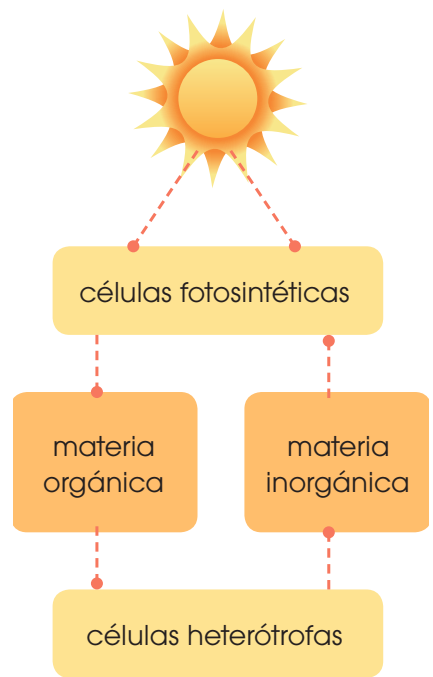 células fotosintéticas
materia
orgánica
materia
inorgánica
células heterótrofas